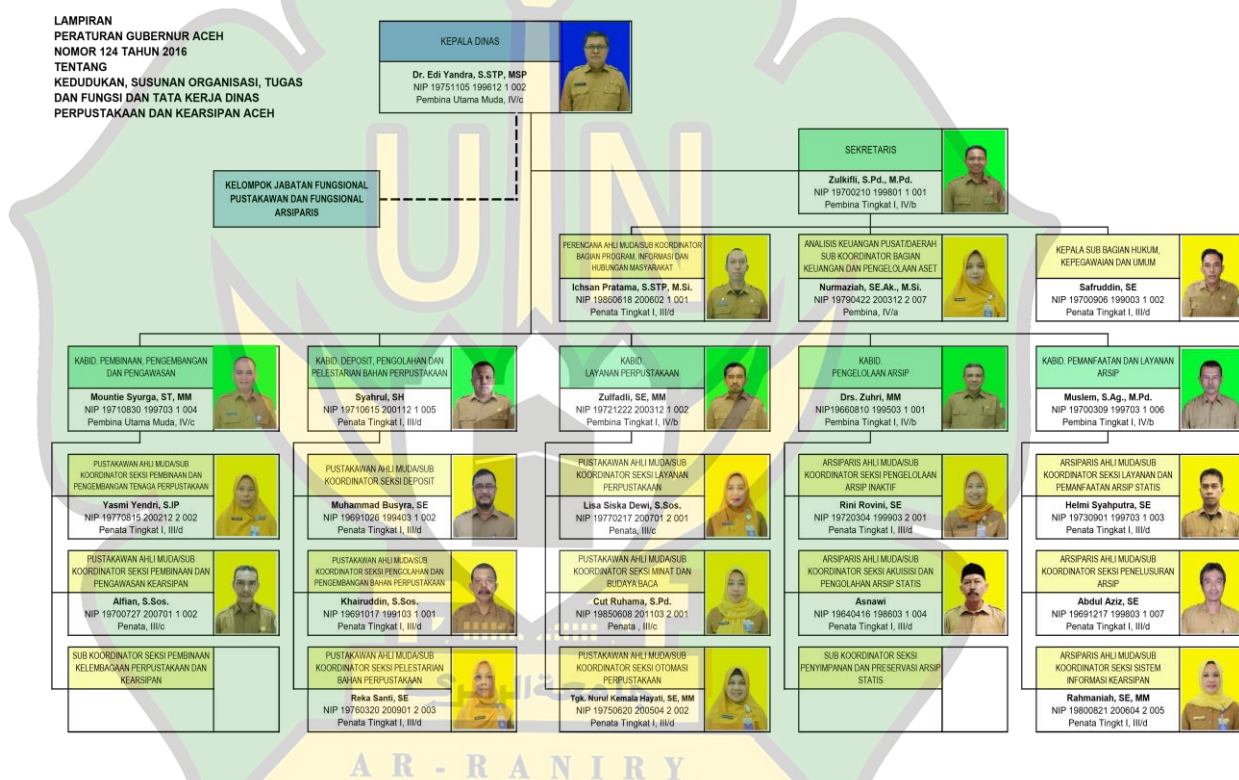 LAMPIRAN
PERATURAN GUBERNUR ACEH
NOMOR 124 TAHUN 2016
TENTANG
KEDUDUKAN, SUSUNAN ORGANISASI, TUGAS
DAN FUNGSI DAN TATA KERJA DINAS
PERPUSTAKAAN DAN KEARSIPAN ACEH
KEPALA DINAS
Dr. Edi Yandra, S.STP, MSP
NIP 19751105 199612 1 002
Pembina Utama Muda, IV/c
SEKRETARIS
Zulkifli, S.Pd., M.Pd.
NIP 19700210 199801 1 001
Pembina Tingkat I, IV/b
KELOMPOK JABATAN FUNGSIONAL
PUSTAKAWAN DAN FUNGSIONAL
ARSIPARIS
PERENCANA AHLI MUDA/SUB KOORDINATOR
BAGIAN PROGRAM, INFORMASI DAN
HUBUNGAN MASYARAKAT
Ichsan Pratama, S.STP, M.Si.
NIP 19860618 200602 1 001
Penata Tingkat I, III/d
ANALISIS KEUANGAN PUSAT/DAERAH
SUB KOORDINATOR BAGIAN
KEUANGAN DAN PENGELOLAAN ASET
Nurmaziah, SE.Ak., M.Si.
NIP 19790422 200312 2 007
Pembina, IV/a
KEPALA SUB BAGIAN HUKUM,
KEPEGAWAIAN DAN UMUM
Safruddin, SE
NIP 19700906 199003 1 002
Penata Tingkat I, III/d
KABID. PEMBINAAN, PENGEMBANGAN
DAN PENGAWASAN
Mountie Syurga, ST, MM
NIP 19710830 199703 1 004
Pembina Utama Muda, IV/c
KABID. DEPOSIT, PENGOLAHAN DAN
PELESTARIAN BAHAN PERPUSTAKAAN
Syahrul, SH
NIP 19710615 200112 1 005
Penata Tingkat I, III/d
KABID.
LAYANAN PERPUSTAKAAN
Zulfadli, SE, MM
NIP 19721222 200312 1 002
Pembina Tingkat I, IV/b
KABID.
PENGELOLAAN ARSIP
Drs. Zuhri, MM
NIP19660810 199503 1 001
Pembina Tingkat I, IV/b
KABID. PEMANFAATAN DAN LAYANAN
ARSIP
Muslem, S.Ag., M.Pd.
NIP 19700309 199703 1 006
Pembina Tingkat I, IV/b
PUSTAKAWAN AHLI MUDA/SUB
KOORDINATOR SEKSI PEMBINAAN DAN
PENGEMBANGAN TENAGA PERPUSTAKAAN
Yasmi Yendri, S.IP
NIP 19770815 200212 2 002
Penata Tingkat I, III/d
PUSTAKAWAN AHLI MUDA/SUB
KOORDINATOR SEKSI DEPOSIT
Muhammad Busyra, SE
NIP 19691026 199403 1 002
Penata Tingkat I, III/d
PUSTAKAWAN AHLI MUDA/SUB
KOORDINATOR SEKSI LAYANAN
PERPUSTAKAAN
Lisa Siska Dewi, S.Sos.
NIP 19770217 200701 2 001
Penata, III/c
ARSIPARIS AHLI MUDA/SUB
KOORDINATOR SEKSI PENGELOLAAN
ARSIP INAKTIF
Rini Rovini, SE
NIP 19720304 199903 2 001
Penata Tingkat I, III/d
ARSIPARIS AHLI MUDA/SUB
KOORDINATOR SEKSI LAYANAN DAN
PEMANFAATAN ARSIP STATIS
Helmi Syahputra, SE
NIP 19730901 199703 1 003
Penata Tingkat I, III/d
PUSTAKAWAN AHLI MUDA/SUB
KOORDINATOR SEKSI PEMBINAAN DAN
PENGAWASAN KEARSIPAN
Alfian, S.Sos.
NIP 19700727 200701 1 002
Penata, III/c
PUSTAKAWAN AHLI MUDA/SUB
KOORDINATOR SEKSI PENGOLAHAN DAN
PENGEMBANGAN BAHAN PERPUSTAKAAN
Khairuddin, S.Sos.
NIP 19691017 199103 1 001
Penata Tingkat I, III/d
PUSTAKAWAN AHLI MUDA/SUB
KOORDINATOR SEKSI MINAT DAN
BUDAYA BACA
Cut Ruhama, S.Pd.
NIP 19850608 201103 2 001
Penata , III/c
ARSIPARIS AHLI MUDA/SUB
KOORDINATOR SEKSI AKUISISI DAN
PENGOLAHAN ARSIP STATIS
Asnawi
NIP 19640416 198603 1 004
Penata Tingkat I, III/d
ARSIPARIS AHLI MUDA/SUB
KOORDINATOR SEKSI PENELUSURAN
ARSIP
Abdul Aziz, SE
NIP 19691217 199803 1 007
Penata Tingkat I, III/d
SUB KOORDINATOR SEKSI PEMBINAAN
KELEMBAGAAN PERPUSTAKAAN DAN
KEARSIPAN
PUSTAKAWAN AHLI MUDA/SUB
KOORDINATOR SEKSI PELESTARIAN
BAHAN PERPUSTAKAAN
Reka Santi, SE
NIP 19760320 200901 2 003
Penata Tingkat I, III/d
PUSTAKAWAN AHLI MUDA/SUB
KOORDINATOR SEKSI OTOMASI
PERPUSTAKAAN
Tgk. Nurul Kemala Hayati, SE, MM
NIP 19750620 200504 2 002
Penata Tingkat I, III/d
SUB KOORDINATOR SEKSI
PENYIMPANAN DAN PRESERVASI ARSIP
STATIS
ARSIPARIS AHLI MUDA/SUB
KOORDINATOR SEKSI SISTEM
INFORMASI KEARSIPAN
Rahmaniah, SE, MM
NIP 19800821 200604 2 005
Penata Tingkt I, III/d
UIN
جامعة الرانيري
AR-RANIRY